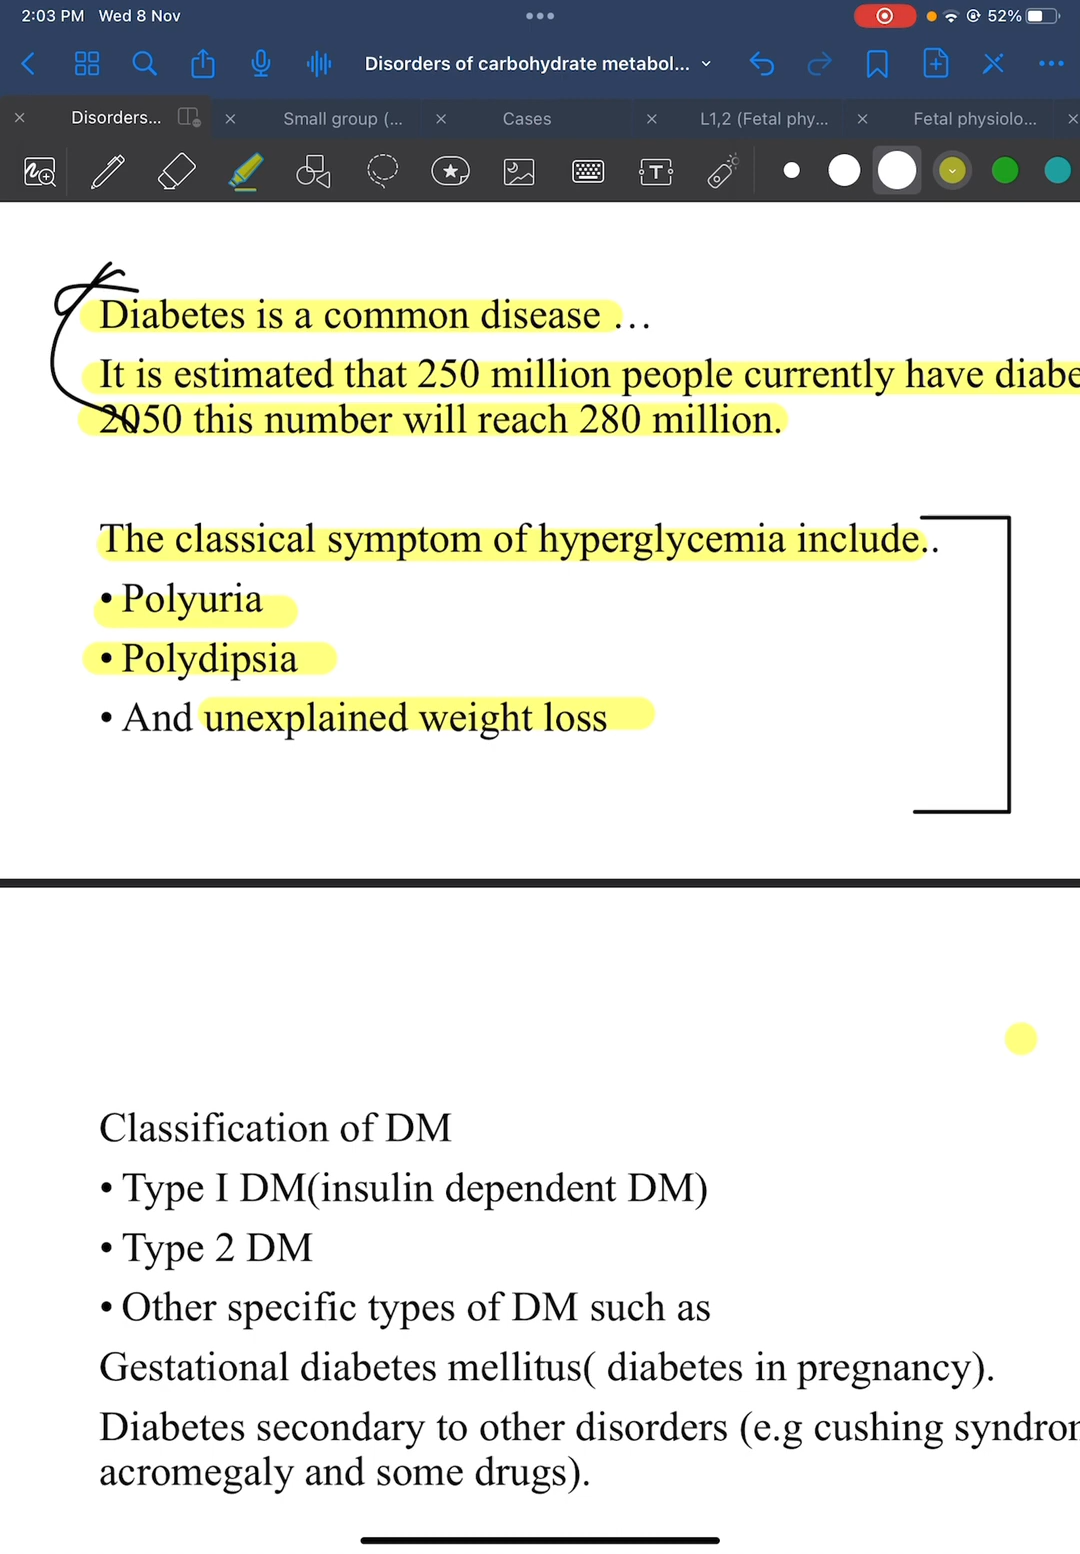 2:03 PM Wed 8 Nov
52%
Disorders of carbohydrate metabol...
Disorders...
Small group (...
Cases
L1,2 (Fetal phy...
Fetal physiolo...
T
Diabetes is a common disease ...
It is estimated that 250 million people currently have diabe
2050 this number will reach 280 million.
The classical symptom of hyperglycemia include..
• Polyuria
• Polydipsia
• And unexplained weight loss
Classification of DM
• Type I DM(insulin dependent DM)
• Type 2 DM
• Other specific types of DM such as
Gestational diabetes mellitus( diabetes in pregnancy).
Diabetes secondary to other disorders (e.g cushing syndrom
acromegaly and some drugs).